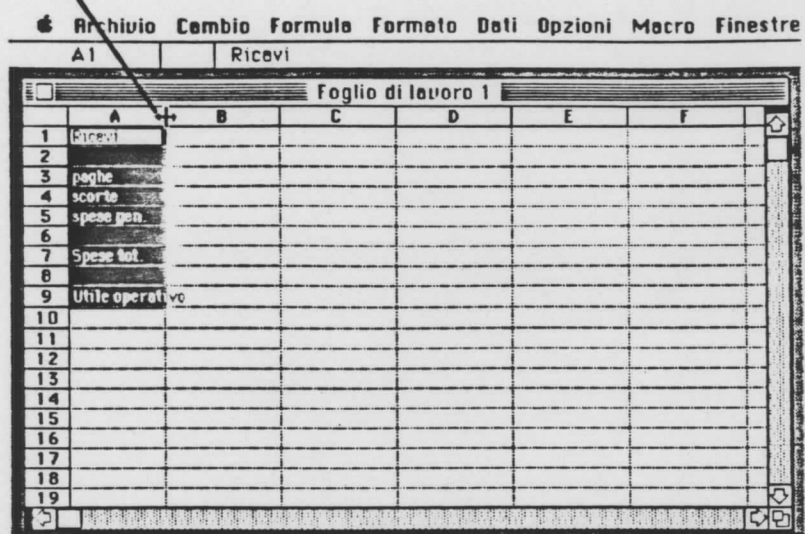 Archivio Cambio Formula Formato Dati Opzioni Macro Finestre
A1 Ricavi
Foglio di lavoro 1
A B C D E F
1 Ricavi
2
3 paghe
4 scorte
5 spese gen.
6
7 Spese tot.
8
9 Utile operativo
10
11
12
13
14
15
16
17
18
19